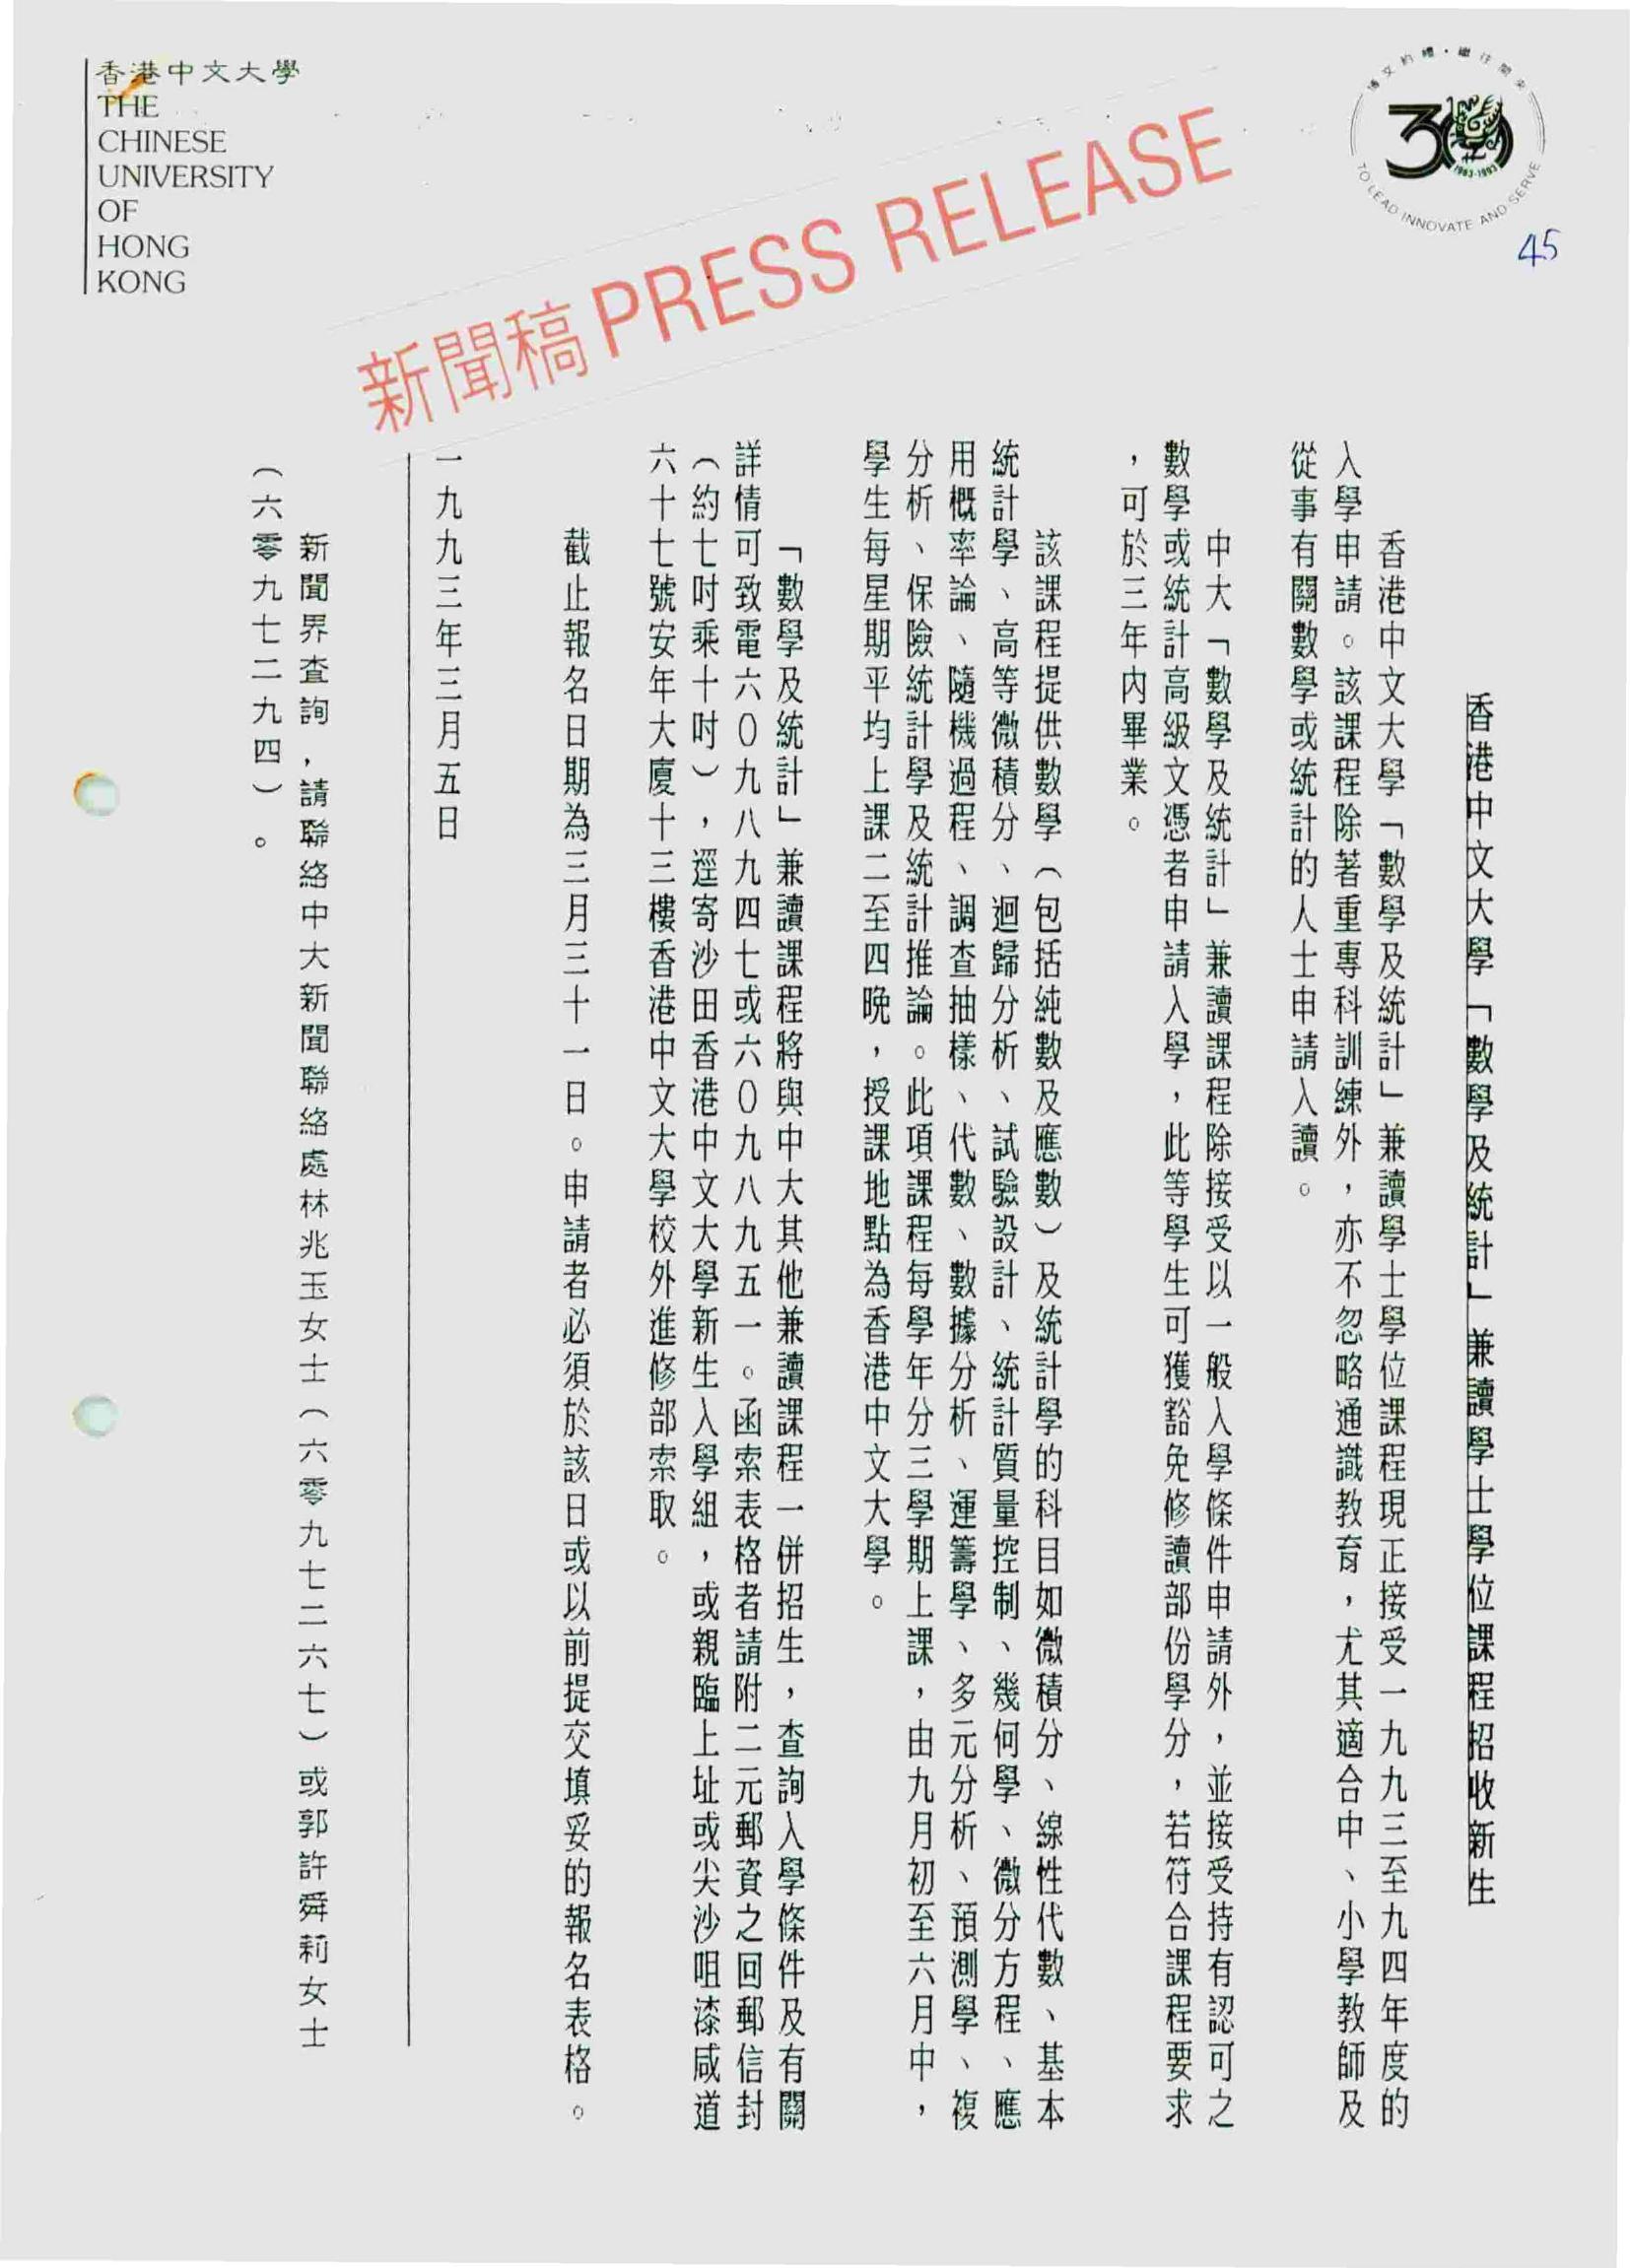 香港中文大學
THE
CHINESE
UNIVERSITY
OF
HONG
KONG
新聞稿 PRESS RELEASE
博文約禮・繼往開來
30
1963-1993
TO LEAD INNOVATE AND SERVE
45
香港中文大學「數學及統計」兼讀學士學位課程招收新生
香港中文大學「數學及統計」兼讀學士學位課程現正接受一九九三至九四年度的
入學申請。該課程除著重專科訓練外，亦不忽略通識教育，尤其適合中、小學教師及
從事有關數學或統計的人士申請入讀。
中大「數學及統計」兼讀課程除接受以一般入學條件申請外，並接受持有認可之
數學或統計高級文憑者申請入學，此等學生可獲豁免修讀部份學分，若符合課程要求
，可於三年內畢業。
該課程提供數學（包括純數及應數）及統計學的科目如微積分、線性代數、基本
統計學、高等微積分、迴歸分析、試驗設計、統計質量控制、幾何學、微分方程、應
用概率論、隨機過程、調查抽樣、代數、數據分析、運籌學、多元分析、預測學、複
分析、保險統計學及統計推論。此項課程每學年分三學期上課，由九月初至六月中，
學生每星期平均上課二至四晚，授課地點為香港中文大學。
「數學及統計」兼讀課程將與中大其他兼讀課程一併招生，查詢入學條件及有關
詳情可致電六０九八九四七或六０九八九五一。函索表格者請附二元郵資之回郵信封
（約七吋乘十吋），逕寄沙田香港中文大學新生入學組，或親臨上址或尖沙咀漆咸道
六十七號安年大廈十三樓香港中文大學校外進修部索取。
截止報名日期為三月三十一日。申請者必須於該日或以前提交填妥的報名表格。
一九九三年三月五日
新聞界查詢，請聯絡中大新聞聯絡處林兆玉女士（六零九七二六七）或郭許舜莉女士
（六零九七二九四）。